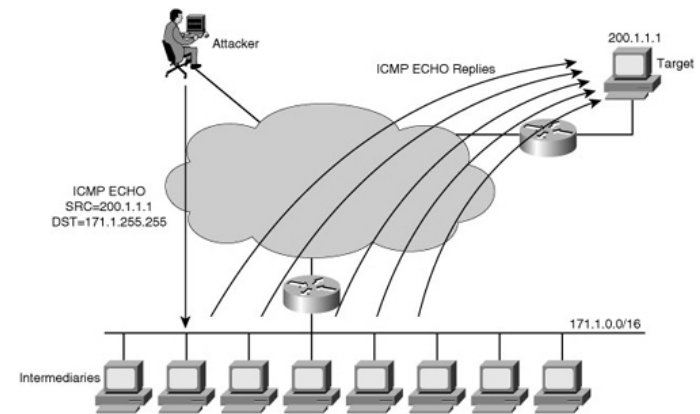 200.1.1.1
Attacker
Target
ICMP ECHO Replies
ICMP ECHO
SRC=200.1.1.1
DST=171.1.255.255
171.1.0.0/16
Intermediaries